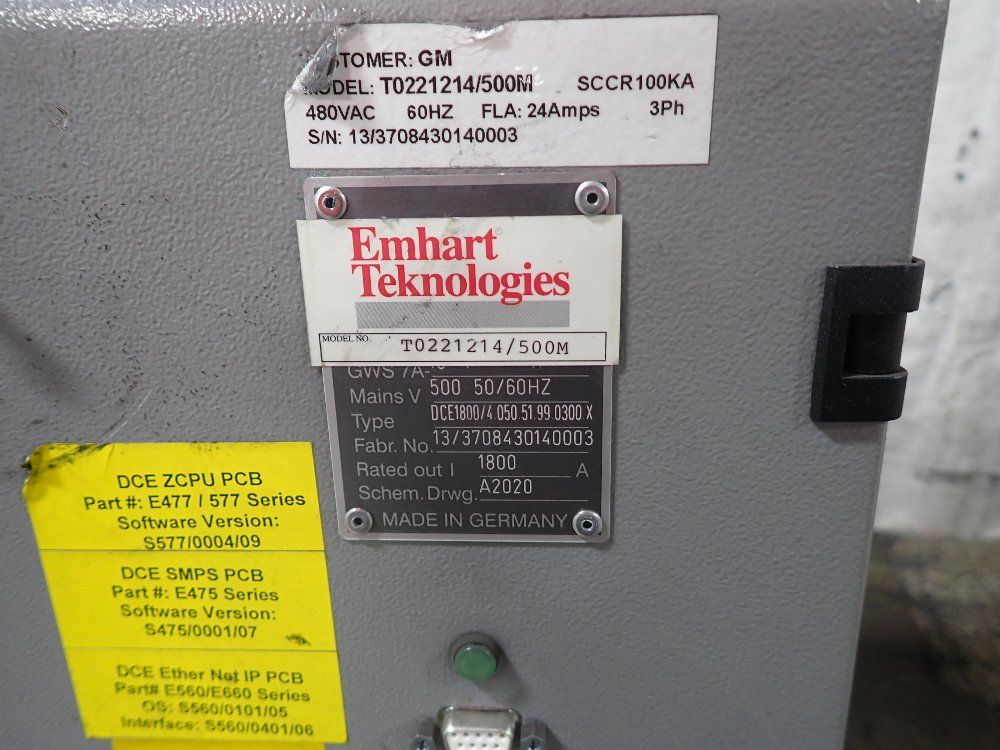 CUSTOMER: GM
MODEL: T0221214/500M SCCR100KA
480VAC 60HZ FLA: 24Amps 3Ph
S/N: 13/3708430140003
Emhart
Teknologies
MODEL NO. T0221214/500M
GWS 7A-
Mains V 500 50/60HZ
Type DCE1800/4.050.51.99.0300 X
Fabr. No. 13/3708430140003
Rated out I 1800 A
Schem. Drwg. A2020
MADE IN GERMANY
DCE ZCPU PCB
Part #: E477 / 577 Series
Software Version:
S577/0004/09
DCE SMPS PCB
Part #: E475 Series
Software Version:
S475/0001/07
DCE Ether Net IP PCB
Part# E560/E660 Series
OS: S560/0101/05
Interface: S560/0401/06